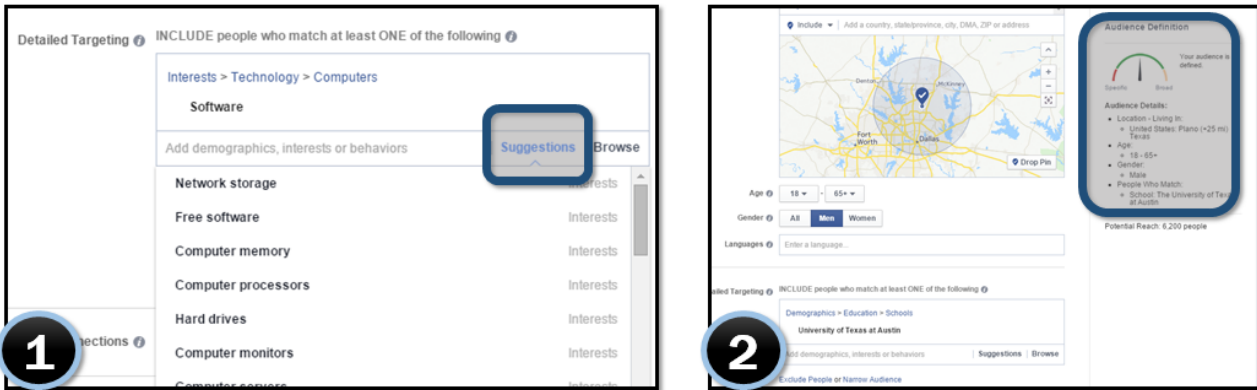 Detailed Targeting
INCLUDE people who match at least ONE of the following
Interests > Technology > Computers
Software
Add demographics, interests or behaviors
Suggestions
Browse
Network storage Interests
Free software Interests
Computer memory Interests
Computer processors Interests
Hard drives Interests
Computer monitors Interests
Computer servers
nections
1
Include
Add a country, state/province, city, DMA, ZIP or address
Denton
McKinney
Fort
Worth
Dallas
Drop Pin
Age 18 - 65+
Gender All Men Women
Languages Enter a language...
ailed Targeting
INCLUDE people who match at least ONE of the following
Demographics > Education > Schools
University of Texas at Austin
Add demographics, interests or behaviors
Suggestions
Browse
Exclude People or Narrow Audience
2
Audience Definition
Your audience is
defined.
Specific Broad
Audience Details:
Location - Living In:
United States: Plano (+25 mi)
Texas
Age:
18 - 65+
Gender:
Male
People Who Match:
School: The University of Texa
at Austin
Potential Reach: 6,200 people